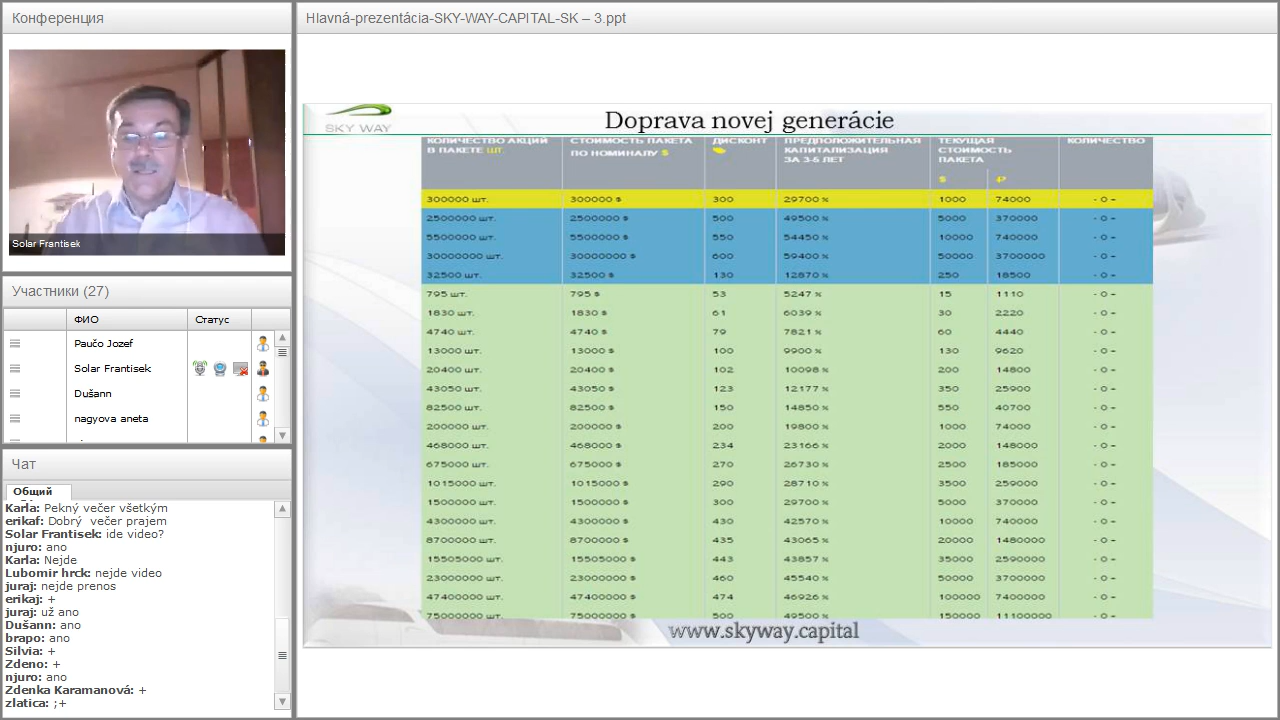 Конференция
Solar Frantisek
Участники (27)
ФИО Статус
Paučo Jozef
Solar Frantisek
Dušann
nagyova aneta
Чат
Общий
Karla: Pekný večer všetkým
erikaf: Dobrý večer prajem
Solar Frantisek: ide video?
njuro: ano
Karla: Nejde
Lubomir hrck: nejde video
juraj: nejde prenos
erikaj: +
juraj: už ano
Dušann: ano
brapo: ano
Silvia: +
Zdeno: +
njuro: ano
Zdenka Karamanová: +
zlatica: ;+
Hlavná-prezentácia-SKY-WAY-CAPITAL-SK – 3.ppt
SKY WAY
Doprava novej generácie
КОЛИЧЕСТВО АКЦИЙ В ПАКЕТЕ ШТ. СТОИМОСТЬ ПАКЕТА ПО НОМИНАЛУ $ ДИСКОНТ ПРЕДПОЛОЖИТЕЛЬНАЯ КАПИТАЛИЗАЦИЯ ЗА 3-5 ЛЕТ ТЕКУЩАЯ СТОИМОСТЬ ПАКЕТА КОЛИЧЕСТВО
$ ₽
300000 шт. 300000 $ 300 29700 % 1000 74000 - 0 -
2500000 шт. 2500000 $ 500 49500 % 5000 370000 - 0 -
5500000 шт. 5500000 $ 550 54450 % 10000 740000 - 0 -
30000000 шт. 30000000 $ 600 59400 % 50000 3700000 - 0 -
32500 шт. 32500 $ 130 12870 % 250 18500 - 0 -
795 шт. 795 $ 53 5247 % 15 1110 - 0 -
1830 шт. 1830 $ 61 6039 % 30 2220 - 0 -
4740 шт. 4740 $ 79 7821 % 60 4440 - 0 -
13000 шт. 13000 $ 100 9900 % 130 9620 - 0 -
20400 шт. 20400 $ 102 10098 % 200 14800 - 0 -
43050 шт. 43050 $ 123 12177 % 350 25900 - 0 -
82500 шт. 82500 $ 150 14850 % 550 40700 - 0 -
200000 шт. 200000 $ 200 19800 % 1000 74000 - 0 -
468000 шт. 468000 $ 234 23166 % 2000 148000 - 0 -
675000 шт. 675000 $ 270 26730 % 2500 185000 - 0 -
1015000 шт. 1015000 $ 290 28710 % 3500 259000 - 0 -
1500000 шт. 1500000 $ 300 29700 % 5000 370000 - 0 -
4300000 шт. 4300000 $ 430 42570 % 10000 740000 - 0 -
8700000 шт. 8700000 $ 435 43065 % 20000 1480000 - 0 -
15505000 шт. 15505000 $ 443 43857 % 35000 2590000 - 0 -
23000000 шт. 23000000 $ 460 45540 % 50000 3700000 - 0 -
47400000 шт. 47400000 $ 474 46926 % 100000 7400000 - 0 -
75000000 шт. 75000000 $ 500 49500 % 150000 11100000 - 0 -
www.skyway.capital